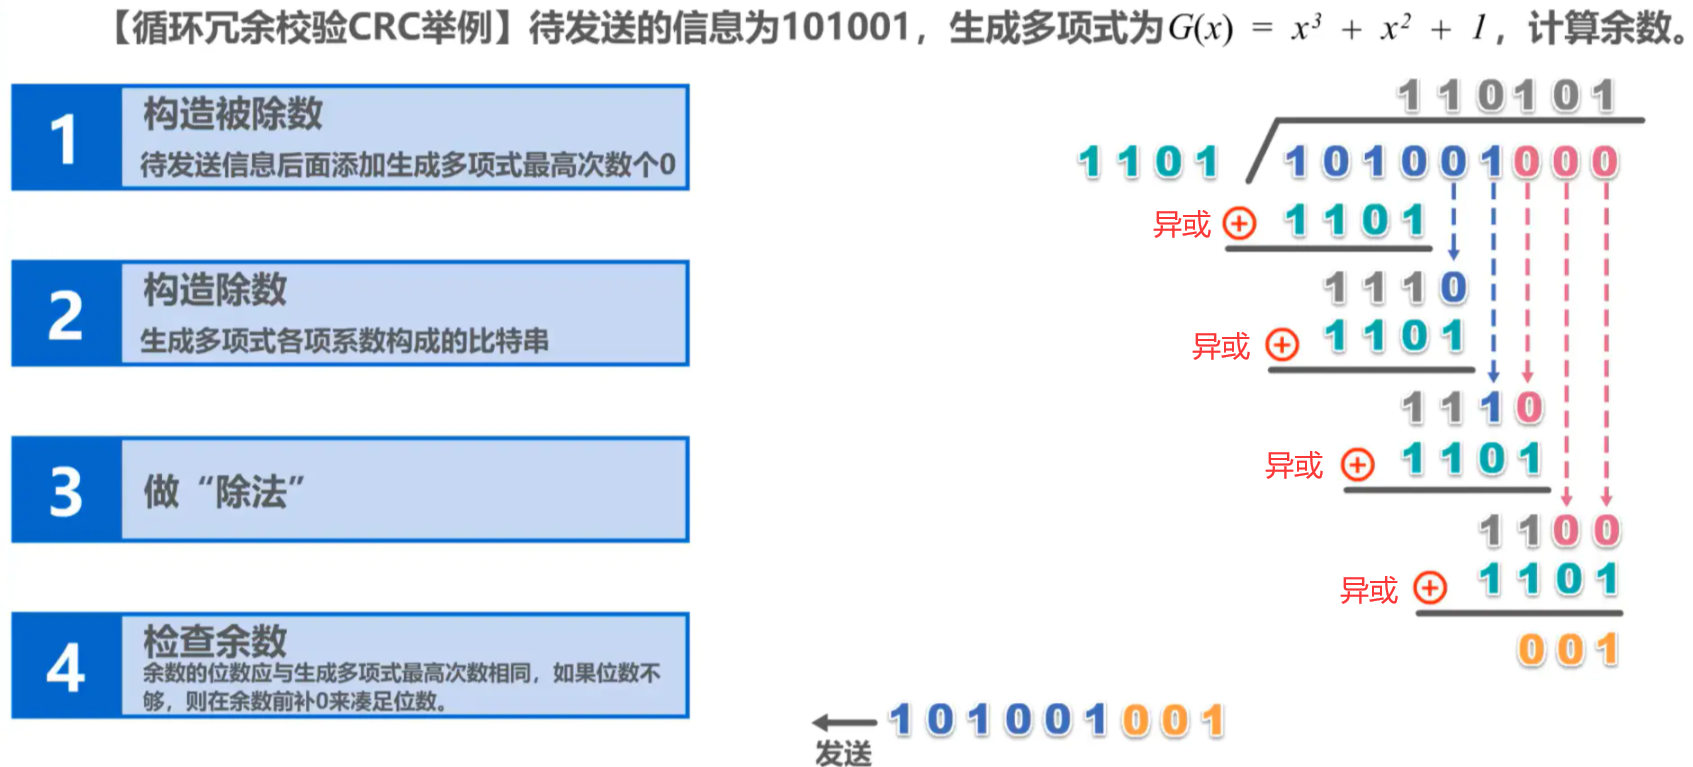 【循环冗余校验CRC举例】待发送的信息为101001，生成多项式为G(x) = x³ + x² + 1，计算余数。
1
构造被除数
待发送信息后面添加生成多项式最高次数个0
2
构造除数
生成多项式各项系数构成的比特串
3
做“除法”
4
检查余数
余数的位数应与生成多项式最高次数相同，如果位数不
够，则在余数前补0来凑足位数。
110101
1101 101001000
异或 ⊕ 1101
1110
异或 ⊕ 1101
1110
异或 ⊕ 1101
1100
异或 ⊕ 1101
001
101001001
发送